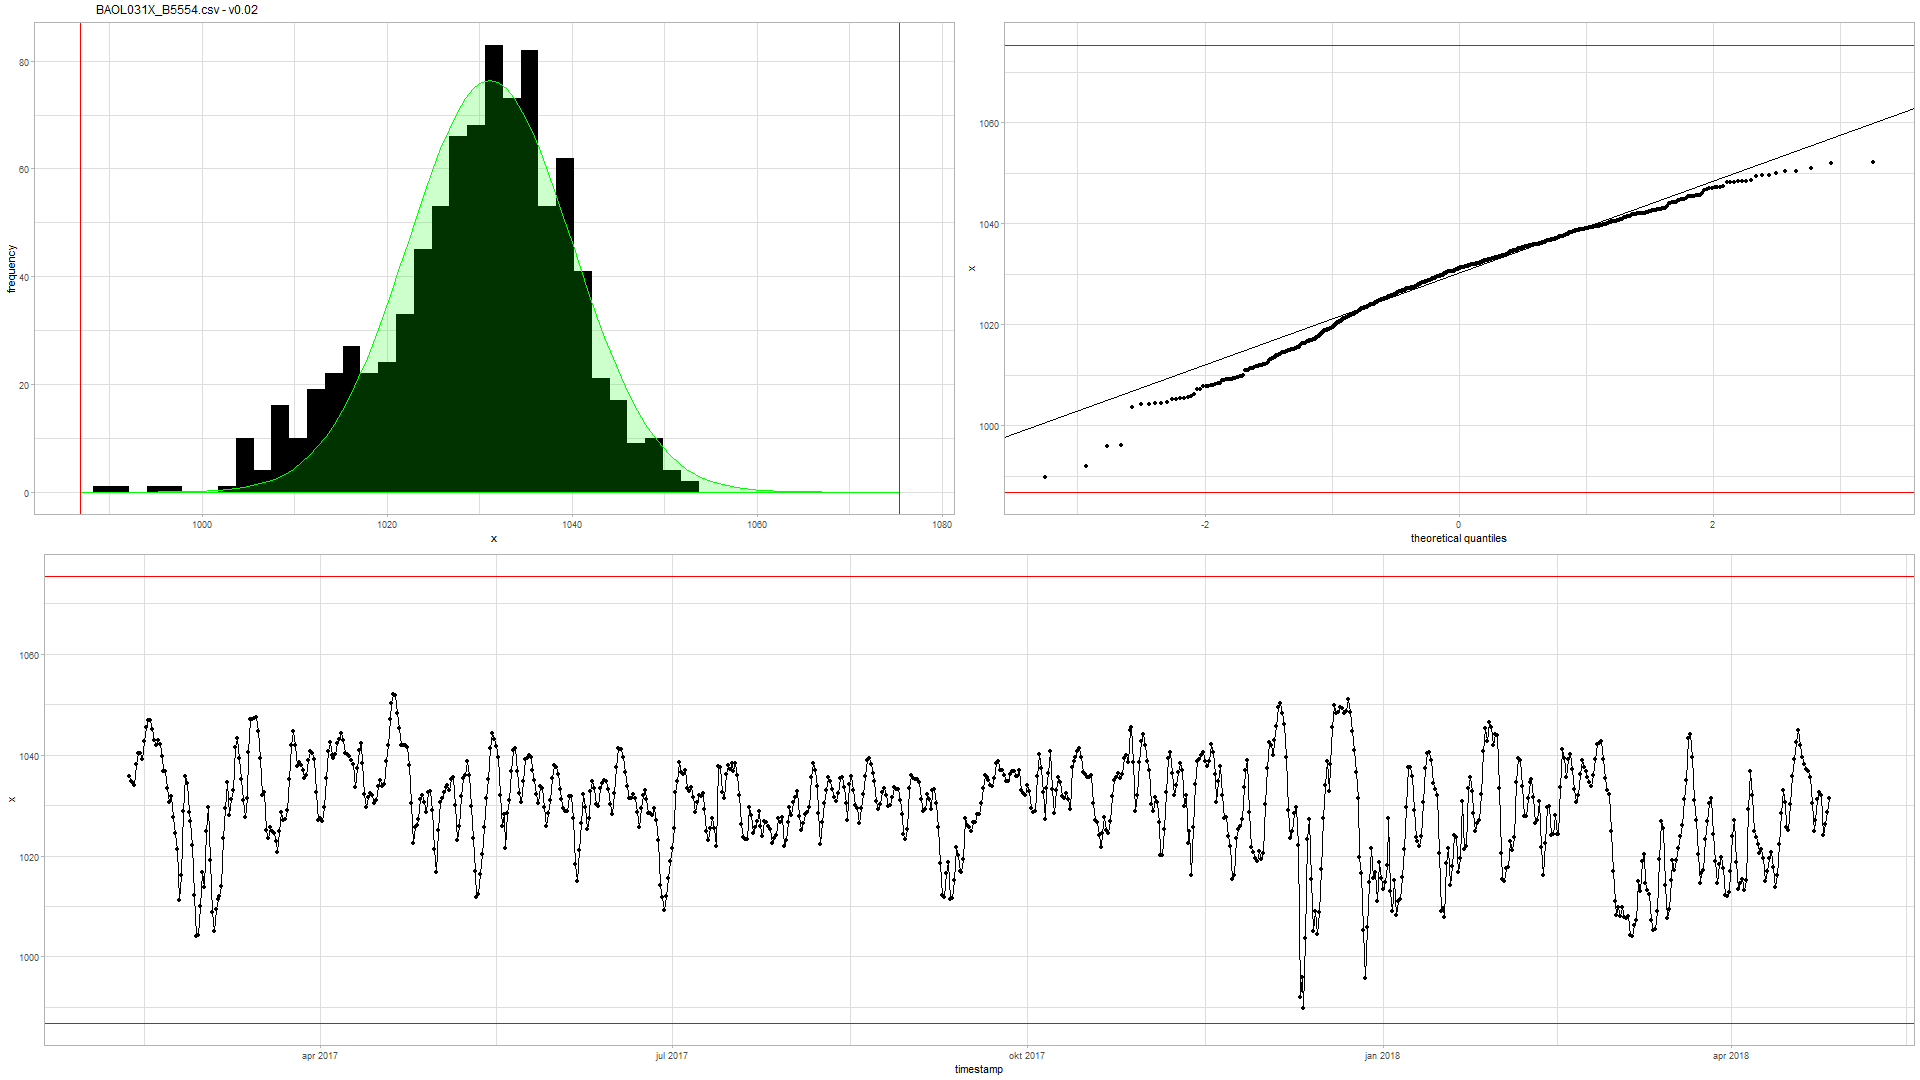 BAOL031X_B5554.csv - v0.02
frequency
80
60
40
20
0
1000
1020
1040
1060
1080
x
x
1060
1040
1020
1000
-2
0
2
theoretical quantiles
x
1060
1040
1020
1000
apr 2017
jul 2017
okt 2017
jan 2018
apr 2018
timestamp